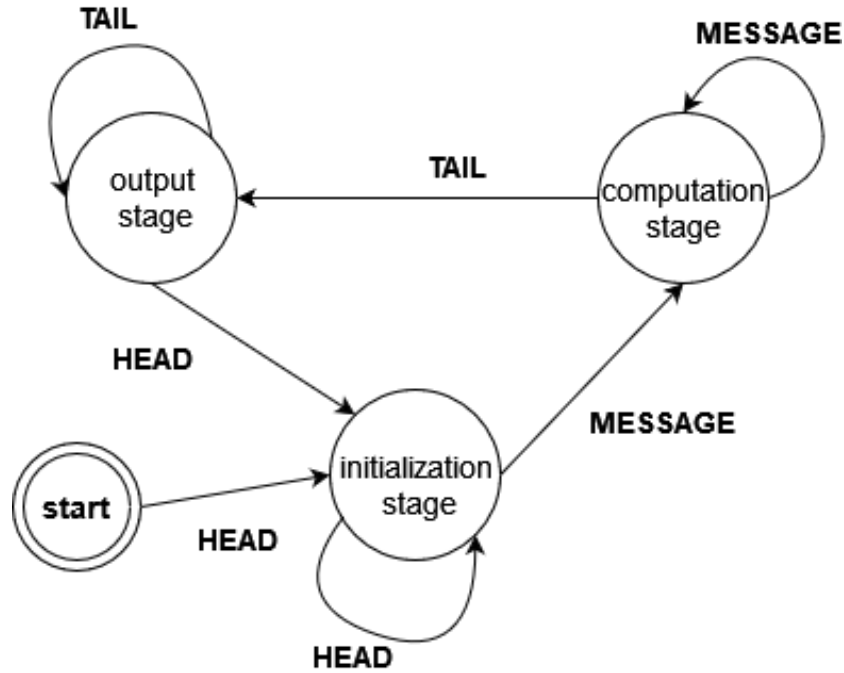 TAIL
MESSAGE
output
stage
TAIL
computation
stage
HEAD
MESSAGE
initialization
stage
start
HEAD
HEAD